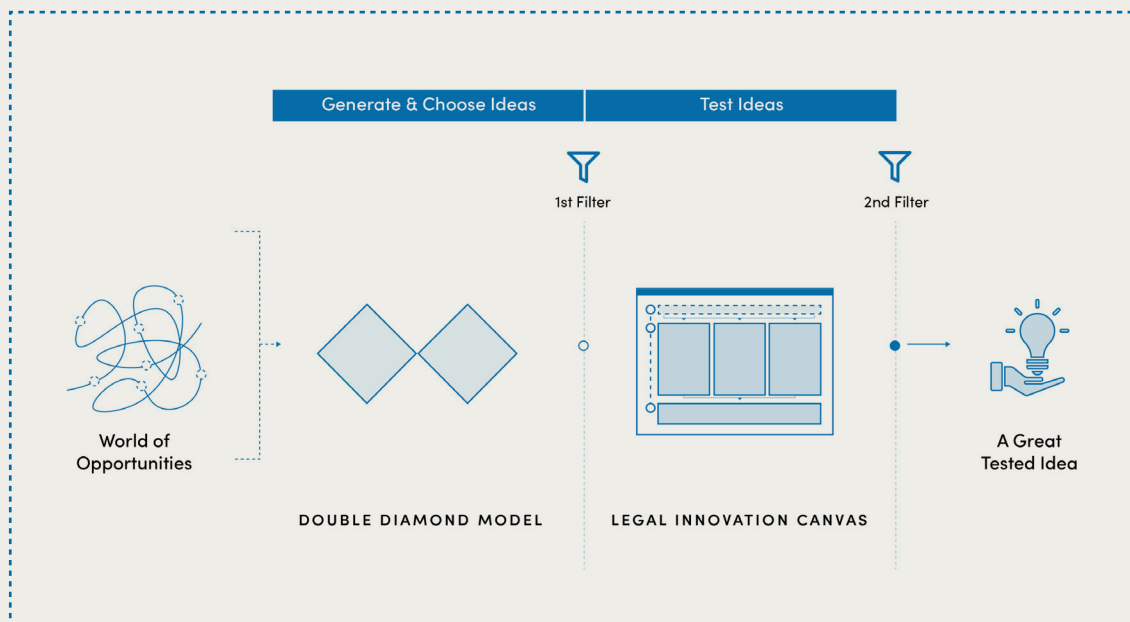 Generate & Choose Ideas
Test Ideas
1st Filter
2nd Filter
World of
Opportunities
A Great
Tested Idea
DOUBLE DIAMOND MODEL
LEGAL INNOVATION CANVAS